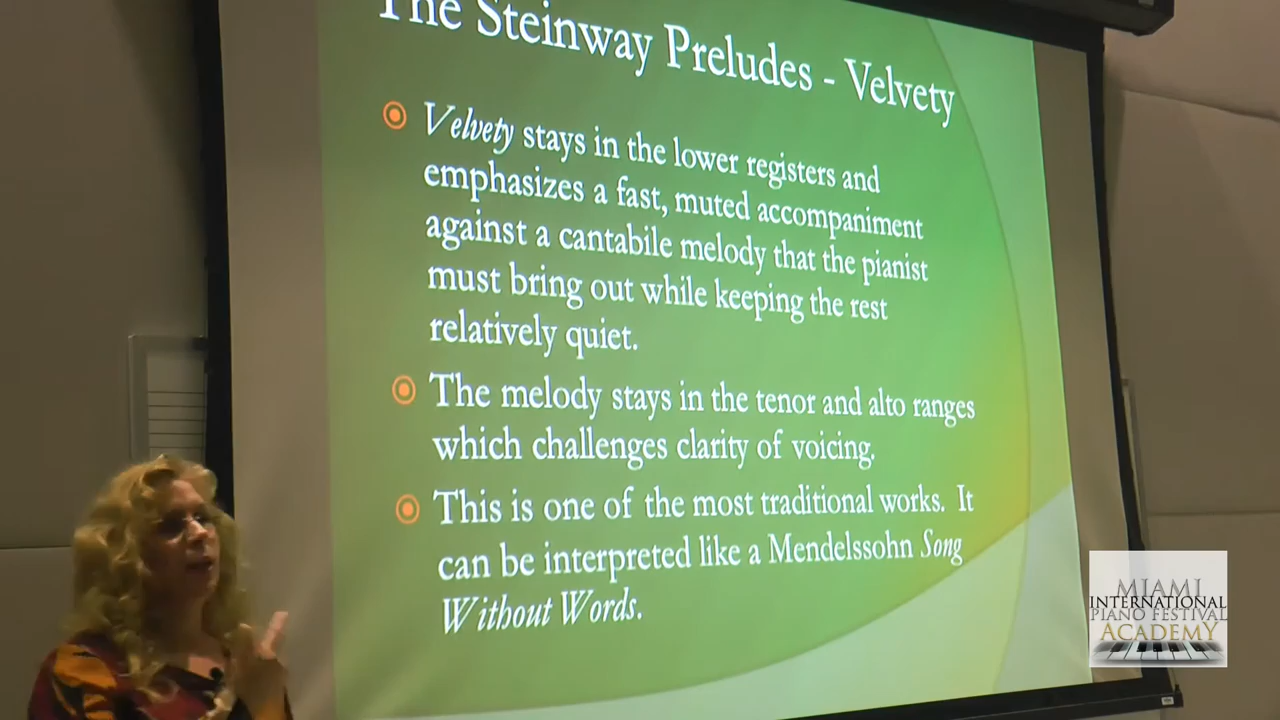 The Steinway Preludes - Velvety
Velvety stays in the lower registers and
emphasizes a fast, muted accompaniment
against a cantabile melody that the pianist
must bring out while keeping the rest
relatively quiet.
The melody stays in the tenor and alto ranges
which challenges clarity of voicing.
This is one of the most traditional works. It
can be interpreted like a Mendelssohn Song
Without Words.
MIAMI
INTERNATIONAL
PIANO FESTIVAL
ACADEMY